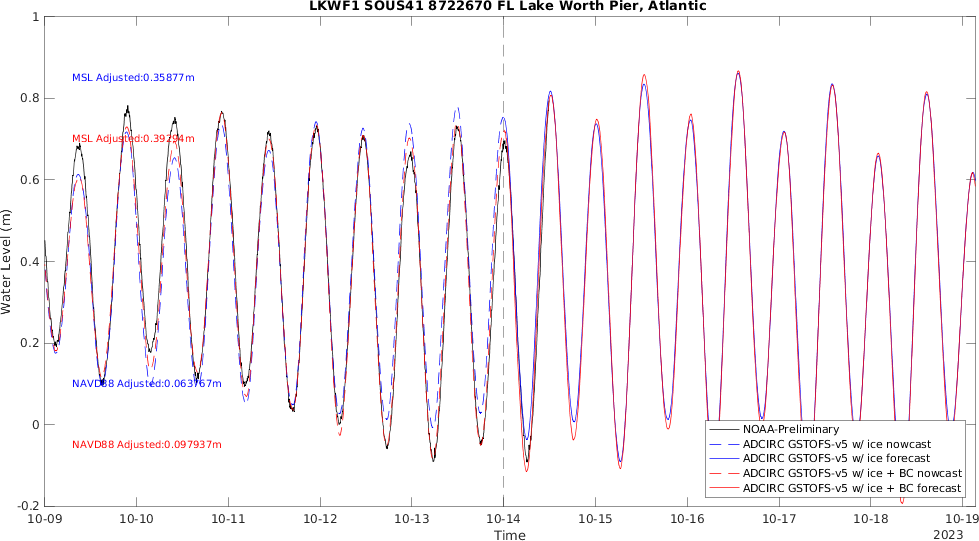 LKWF1 SOUS41 8722670 FL Lake Worth Pier, Atlantic
1
0.8
0.6
0.4
0.2
0
-0.2
Water Level (m)
MSL Adjusted:0.35877m
MSL Adjusted:0.39294m
NAVD88 Adjusted:0.063767m
NAVD88 Adjusted:0.097937m
NOAA-Preliminary
ADCIRC GSTOFS-v5 w/ ice nowcast
ADCIRC GSTOFS-v5 w/ ice forecast
ADCIRC GSTOFS-v5 w/ ice + BC nowcast
ADCIRC GSTOFS-v5 w/ ice + BC forecast
10-09 10-10 10-11 10-12 10-13 10-14 10-15 10-16 10-17 10-18 10-19
Time
2023